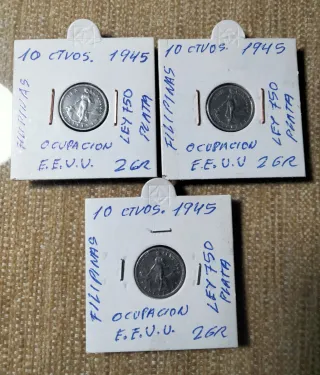 10 CTVOS. 1945
FILIPINAS
LEY 750
PLATA
OCUPACION
E.E.U.U. 2GR
10 CTVOS. 1945
FILIPINAS
LEY 750
PLATA
OCUPACION
E.E.U.U 2GR
10 CTVOS. 1945
FILIPINAS
LEY 750
PLATA
OCUPACION
E.E.U.U. 2GR